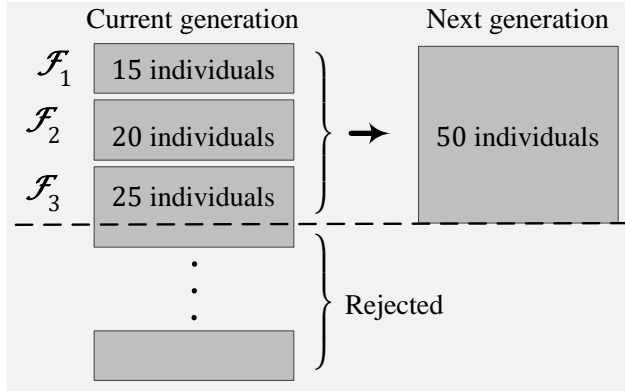 Current generation
Next generation
ℱ1 15 individuals
ℱ2 20 individuals
50 individuals
ℱ3 25 individuals
Rejected